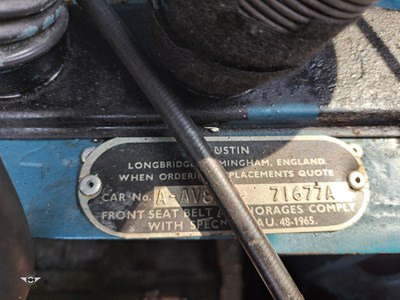 USTIN
LONGBRIDGE MINGHAM, ENGLAND.
WHEN ORDERI PLACEMENTS QUOTE
CAR No. A-AV8 71677A
FRONT SEAT BELT A HORAGES COMPLY
WITH SPEC AU. 48-1965.